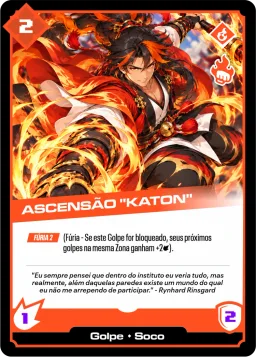 2
ASCENSÃO "KATON"
FÚRIA 2
(Fúria - Se este Golpe for bloqueado, seus próximos
golpes na mesma Zona ganham +2).
"Eu sempre pensei que dentro do instituto eu veria tudo, mas
realmente, além daquelas paredes existe um mundo do qual
eu não me arrependo de participar." - Rynhard Rinsgard
1
2
Golpe • Soco